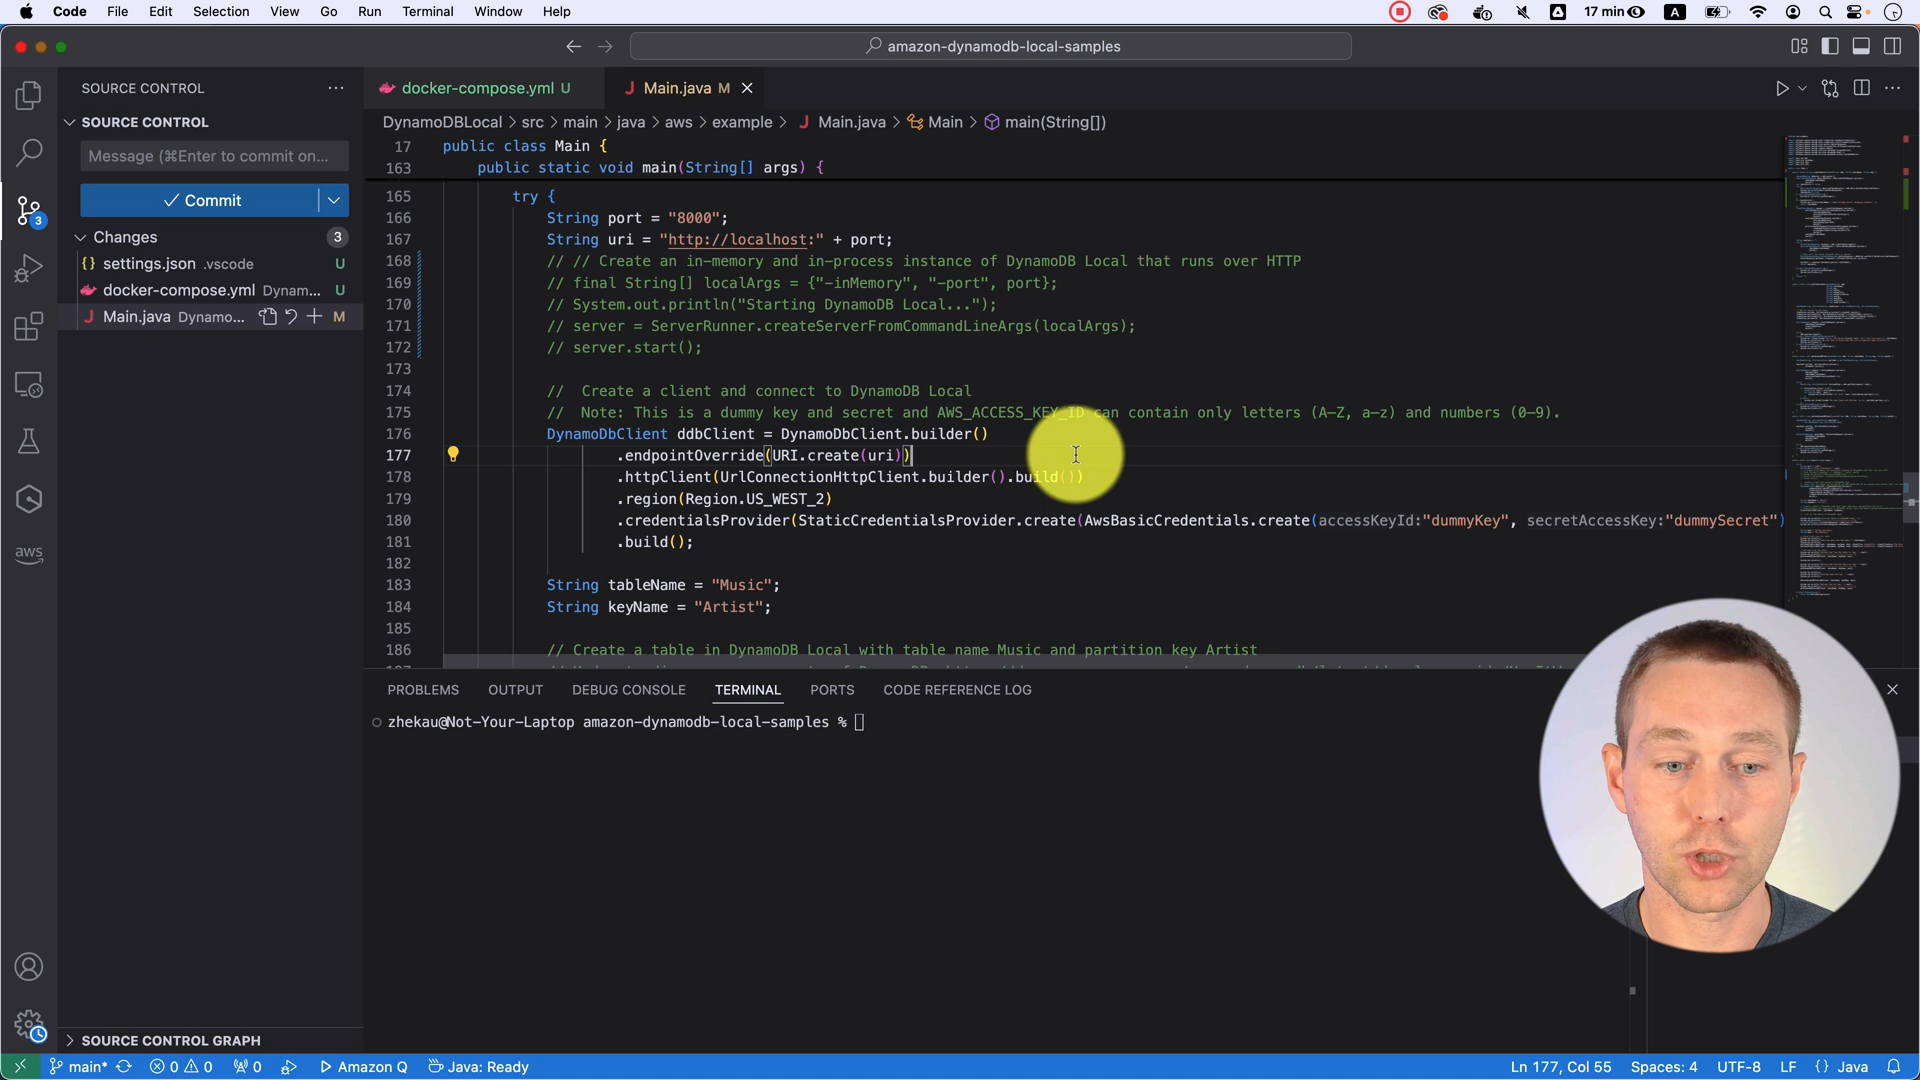 Code File Edit Selection View Go Run Terminal Window Help
17 min A
amazon-dynamodb-local-samples
SOURCE CONTROL
SOURCE CONTROL
Message (⌘Enter to commit on...
Commit
Changes 3
settings.json .vscode U
docker-compose.yml Dynam... U
Main.java Dynamo... M
3
aws
SOURCE CONTROL GRAPH
docker-compose.yml U
J Main.java M
DynamoDBLocal > src > main > java > aws > example > J Main.java > Main > main(String[])
17 public class Main {
163 public static void main(String[] args) {
165 try {
166 String port = "8000";
167 String uri = "http://localhost:" + port;
168 // // Create an in-memory and in-process instance of DynamoDB Local that runs over HTTP
169 // final String[] localArgs = {"-inMemory", "-port", port};
170 // System.out.println("Starting DynamoDB Local...");
171 // server = ServerRunner.createServerFromCommandLineArgs(localArgs);
172 // server.start();
173
174 // Create a client and connect to DynamoDB Local
175 // Note: This is a dummy key and secret and AWS_ACCESS_KEY_ID can contain only letters (A–Z, a–z) and numbers (0–9).
176 DynamoDbClient ddbClient = DynamoDbClient.builder()
177 .endpointOverride(URI.create(uri))
178 .httpClient(UrlConnectionHttpClient.builder().build())
179 .region(Region.US_WEST_2)
180 .credentialsProvider(StaticCredentialsProvider.create(AwsBasicCredentials.create(accessKeyId:"dummyKey", secretAccessKey:"dummySecret")
181 .build();
182
183 String tableName = "Music";
184 String keyName = "Artist";
185
186 // Create a table in DynamoDB Local with table name Music and partition key Artist
PROBLEMS OUTPUT DEBUG CONSOLE TERMINAL PORTS CODE REFERENCE LOG
zhekau@Not-Your-Laptop amazon-dynamodb-local-samples %
main* 0 0 0 Amazon Q Java: Ready
Ln 177, Col 55 Spaces: 4 UTF-8 LF {} Java